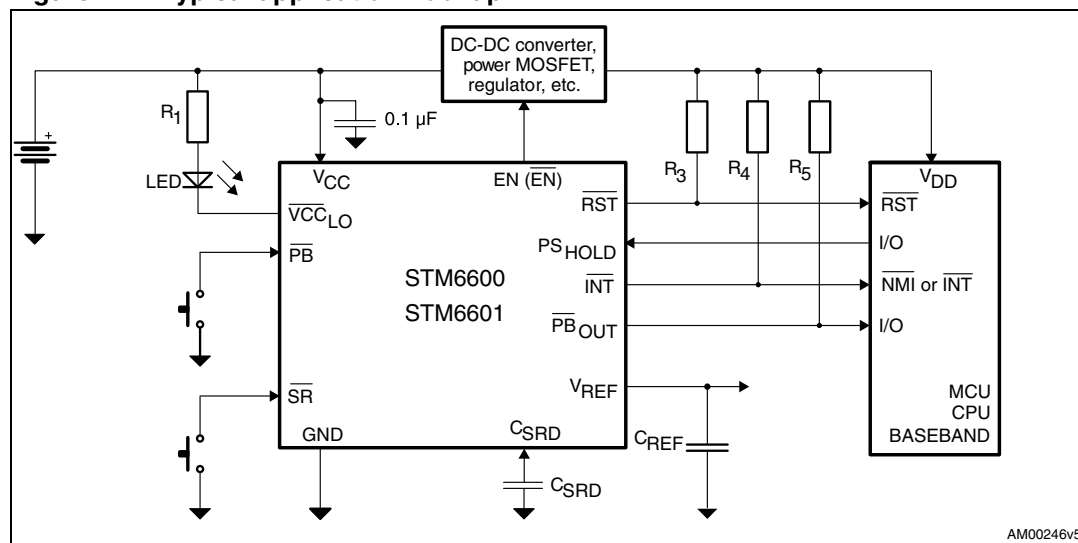 DC-DC converter,
power MOSFET,
regulator, etc.
R1
+
0.1 µF
LED
R3
R4
R5
VCC
EN (EN)
VDD
VCCLO
RST
RST
PB
PSHOLD
I/O
STM6600
STM6601
INT
NMI or INT
PBOUT
I/O
SR
VREF
MCU
CPU
BASEBAND
GND
CSRD
CREF
CSRD
AM00246v5